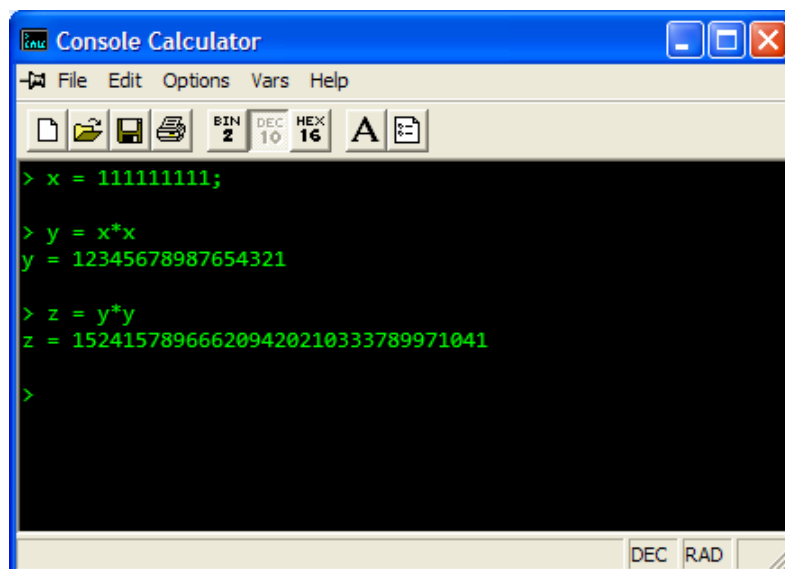 Console Calculator
File Edit Options Vars Help
BIN 2 DEC 10 HEX 16 A
> x = 111111111;
> y = x*x
y = 12345678987654321
> z = y*y
z = 152415789666209420210333789971041
>
DEC RAD